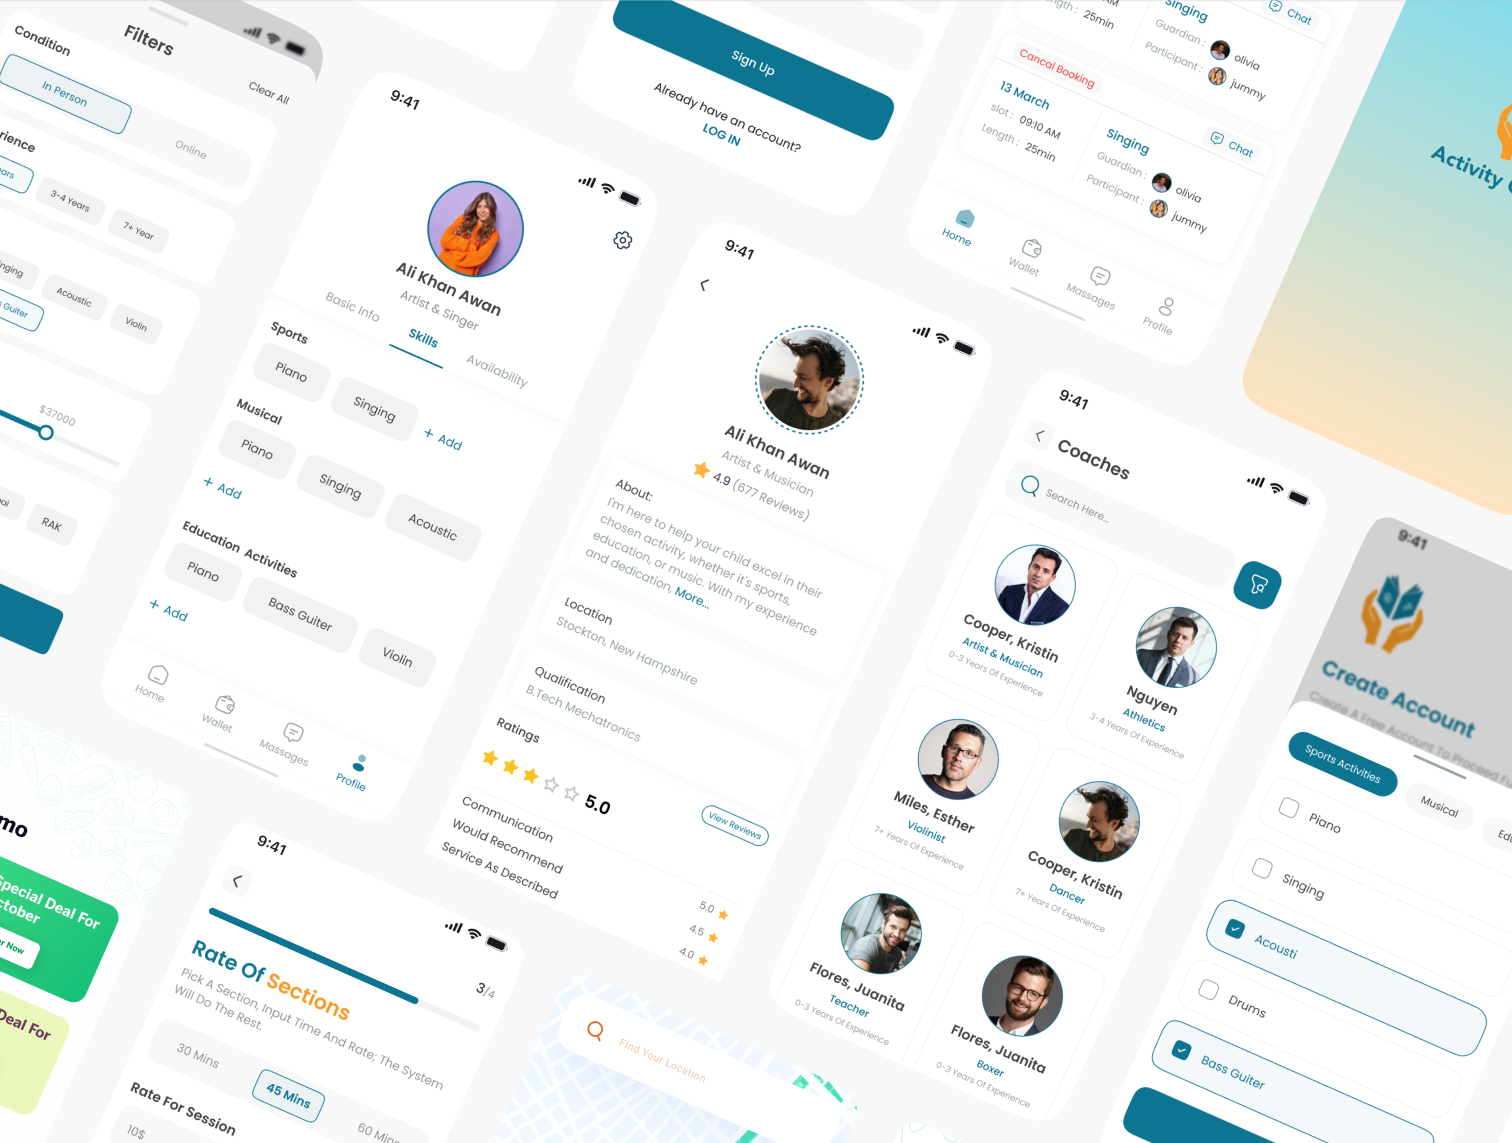 Filters
Clear All
Condition
In Person
Online
3-4 Years
7+ Year
Acoustic
Violin
$37000
RAK
9:41
Ali Khan Awan
Artist & Singer
Basic Info
Skills
Availability
Sports
Piano
Singing
+ Add
Musical
Piano
Singing
Acoustic
+ Add
Education Activities
Piano
Bass Guiter
Violin
+ Add
Home
Wallet
Massages
Profile
Sign Up
Already have an account?
LOG IN
9:41
Ali Khan Awan
Artist & Musician
4.9 (677 Reviews)
About:
I'm here to help your child excel in their
chosen activity, whether it's sports,
education, or music. With my experience
and dedication, More...
Location
Stockton, New Hampshire
Qualification
B.Tech Mechatronics
Ratings
5.0
View Reviews
Communication
5.0
Would Recommend
4.5
Service As Described
4.0
Singing
Chat
25min
Guardian :
olivia
Participant :
jummy
Cancal Booking
13 March
slot :
09:10 AM
Length :
25min
Singing
Chat
Guardian :
olivia
Participant :
jummy
Home
Wallet
Massages
Profile
Activity
9:41
Coaches
Search Here...
Cooper, Kristin
Artist & Musician
0-3 Years Of Experience
Nguyen
Athletics
3-4 Years Of Experience
Miles, Esther
Violinist
7+ Years Of Experience
Cooper, Kristin
Dancer
7+ Years Of Experience
Flores, Juanita
Teacher
0-3 Years Of Experience
Flores, Juanita
Boxer
0-3 Years Of Experience
9:41
Create Account
Create A Free Account To Proceed
Sports Activities
Musical
Piano
Singing
Acousti
Drums
Bass Guiter
Special Deal For
Now
Deal For
9:41
3/4
Rate Of Sections
Pick A Section, Input Time And Rate; The System
Will Do The Rest.
30 Mins
45 Mins
60 Mins
Rate For Session
10$
Find Your Location